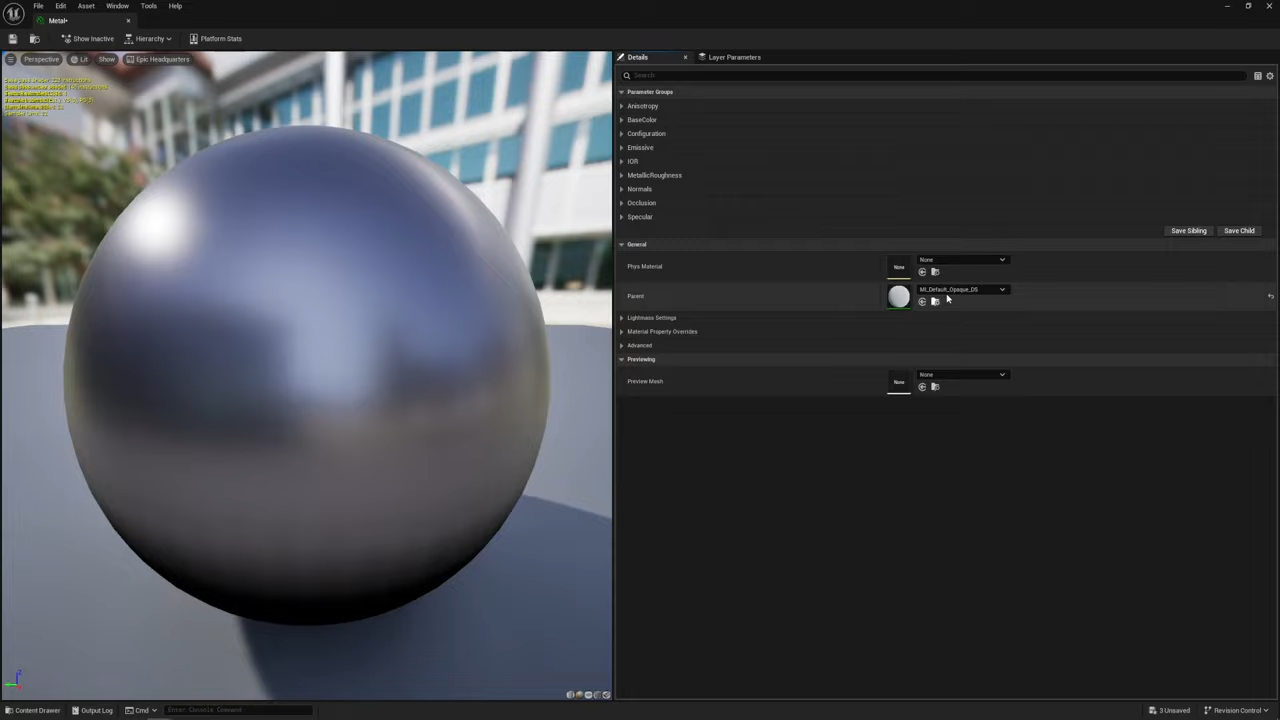 File Edit Asset Window Tools Help
Metal•
Show Inactive Hierarchy Platform Stats
Perspective Lit Show Epic Headquarters
Details Layer Parameters
Search
Parameter Groups
Anisotropy
BaseColor
Configuration
Emissive
IOR
MetallicRoughness
Normals
Occlusion
Specular
Save Sibling Save Child
General
Phys Material None None
Parent MI_Default_Opaque_DS
Lightmass Settings
Material Property Overrides
Advanced
Previewing
Preview Mesh None None
Content Drawer Output Log Cmd Enter Console Command 3 Unsaved Revision Control